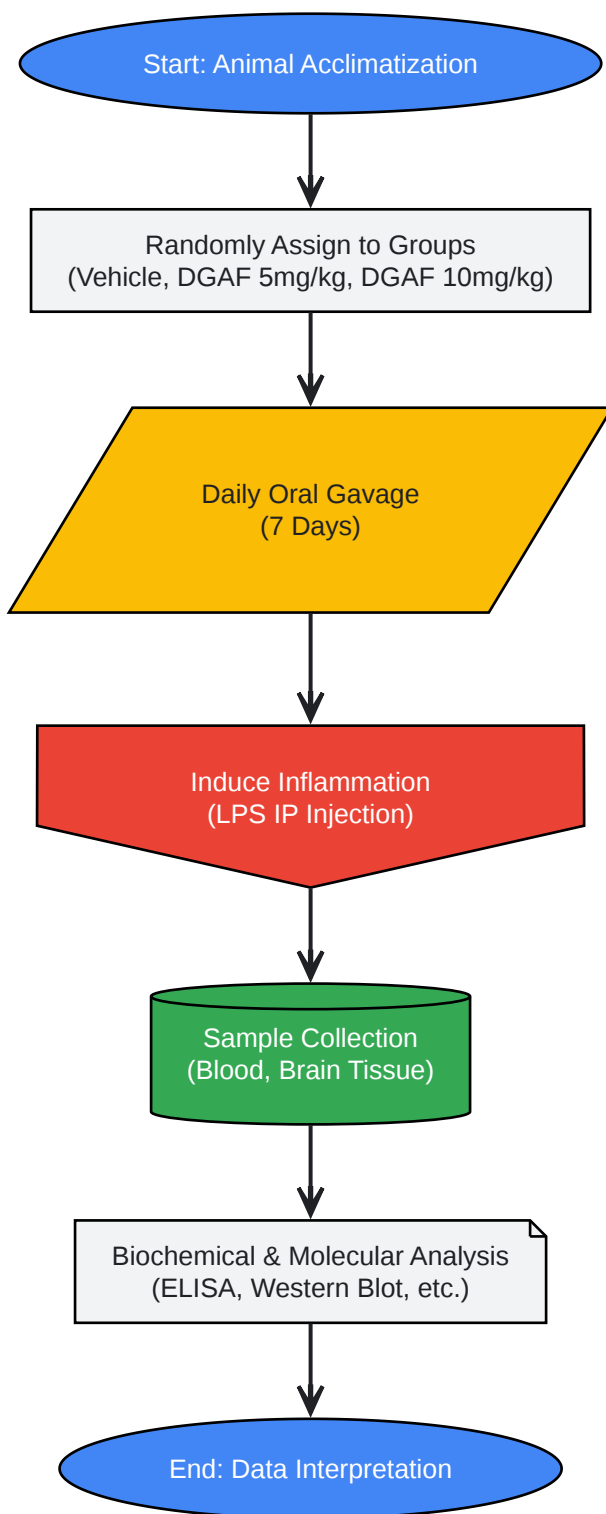 Start: Animal Acclimatization
Randomly Assign to Groups
(Vehicle, DGAF 5mg/kg, DGAF 10mg/kg)
Daily Oral Gavage
(7 Days)
Induce Inflammation
(LPS IP Injection)
Sample Collection
(Blood, Brain Tissue)
Biochemical & Molecular Analysis
(ELISA, Western Blot, etc.)
End: Data Interpretation